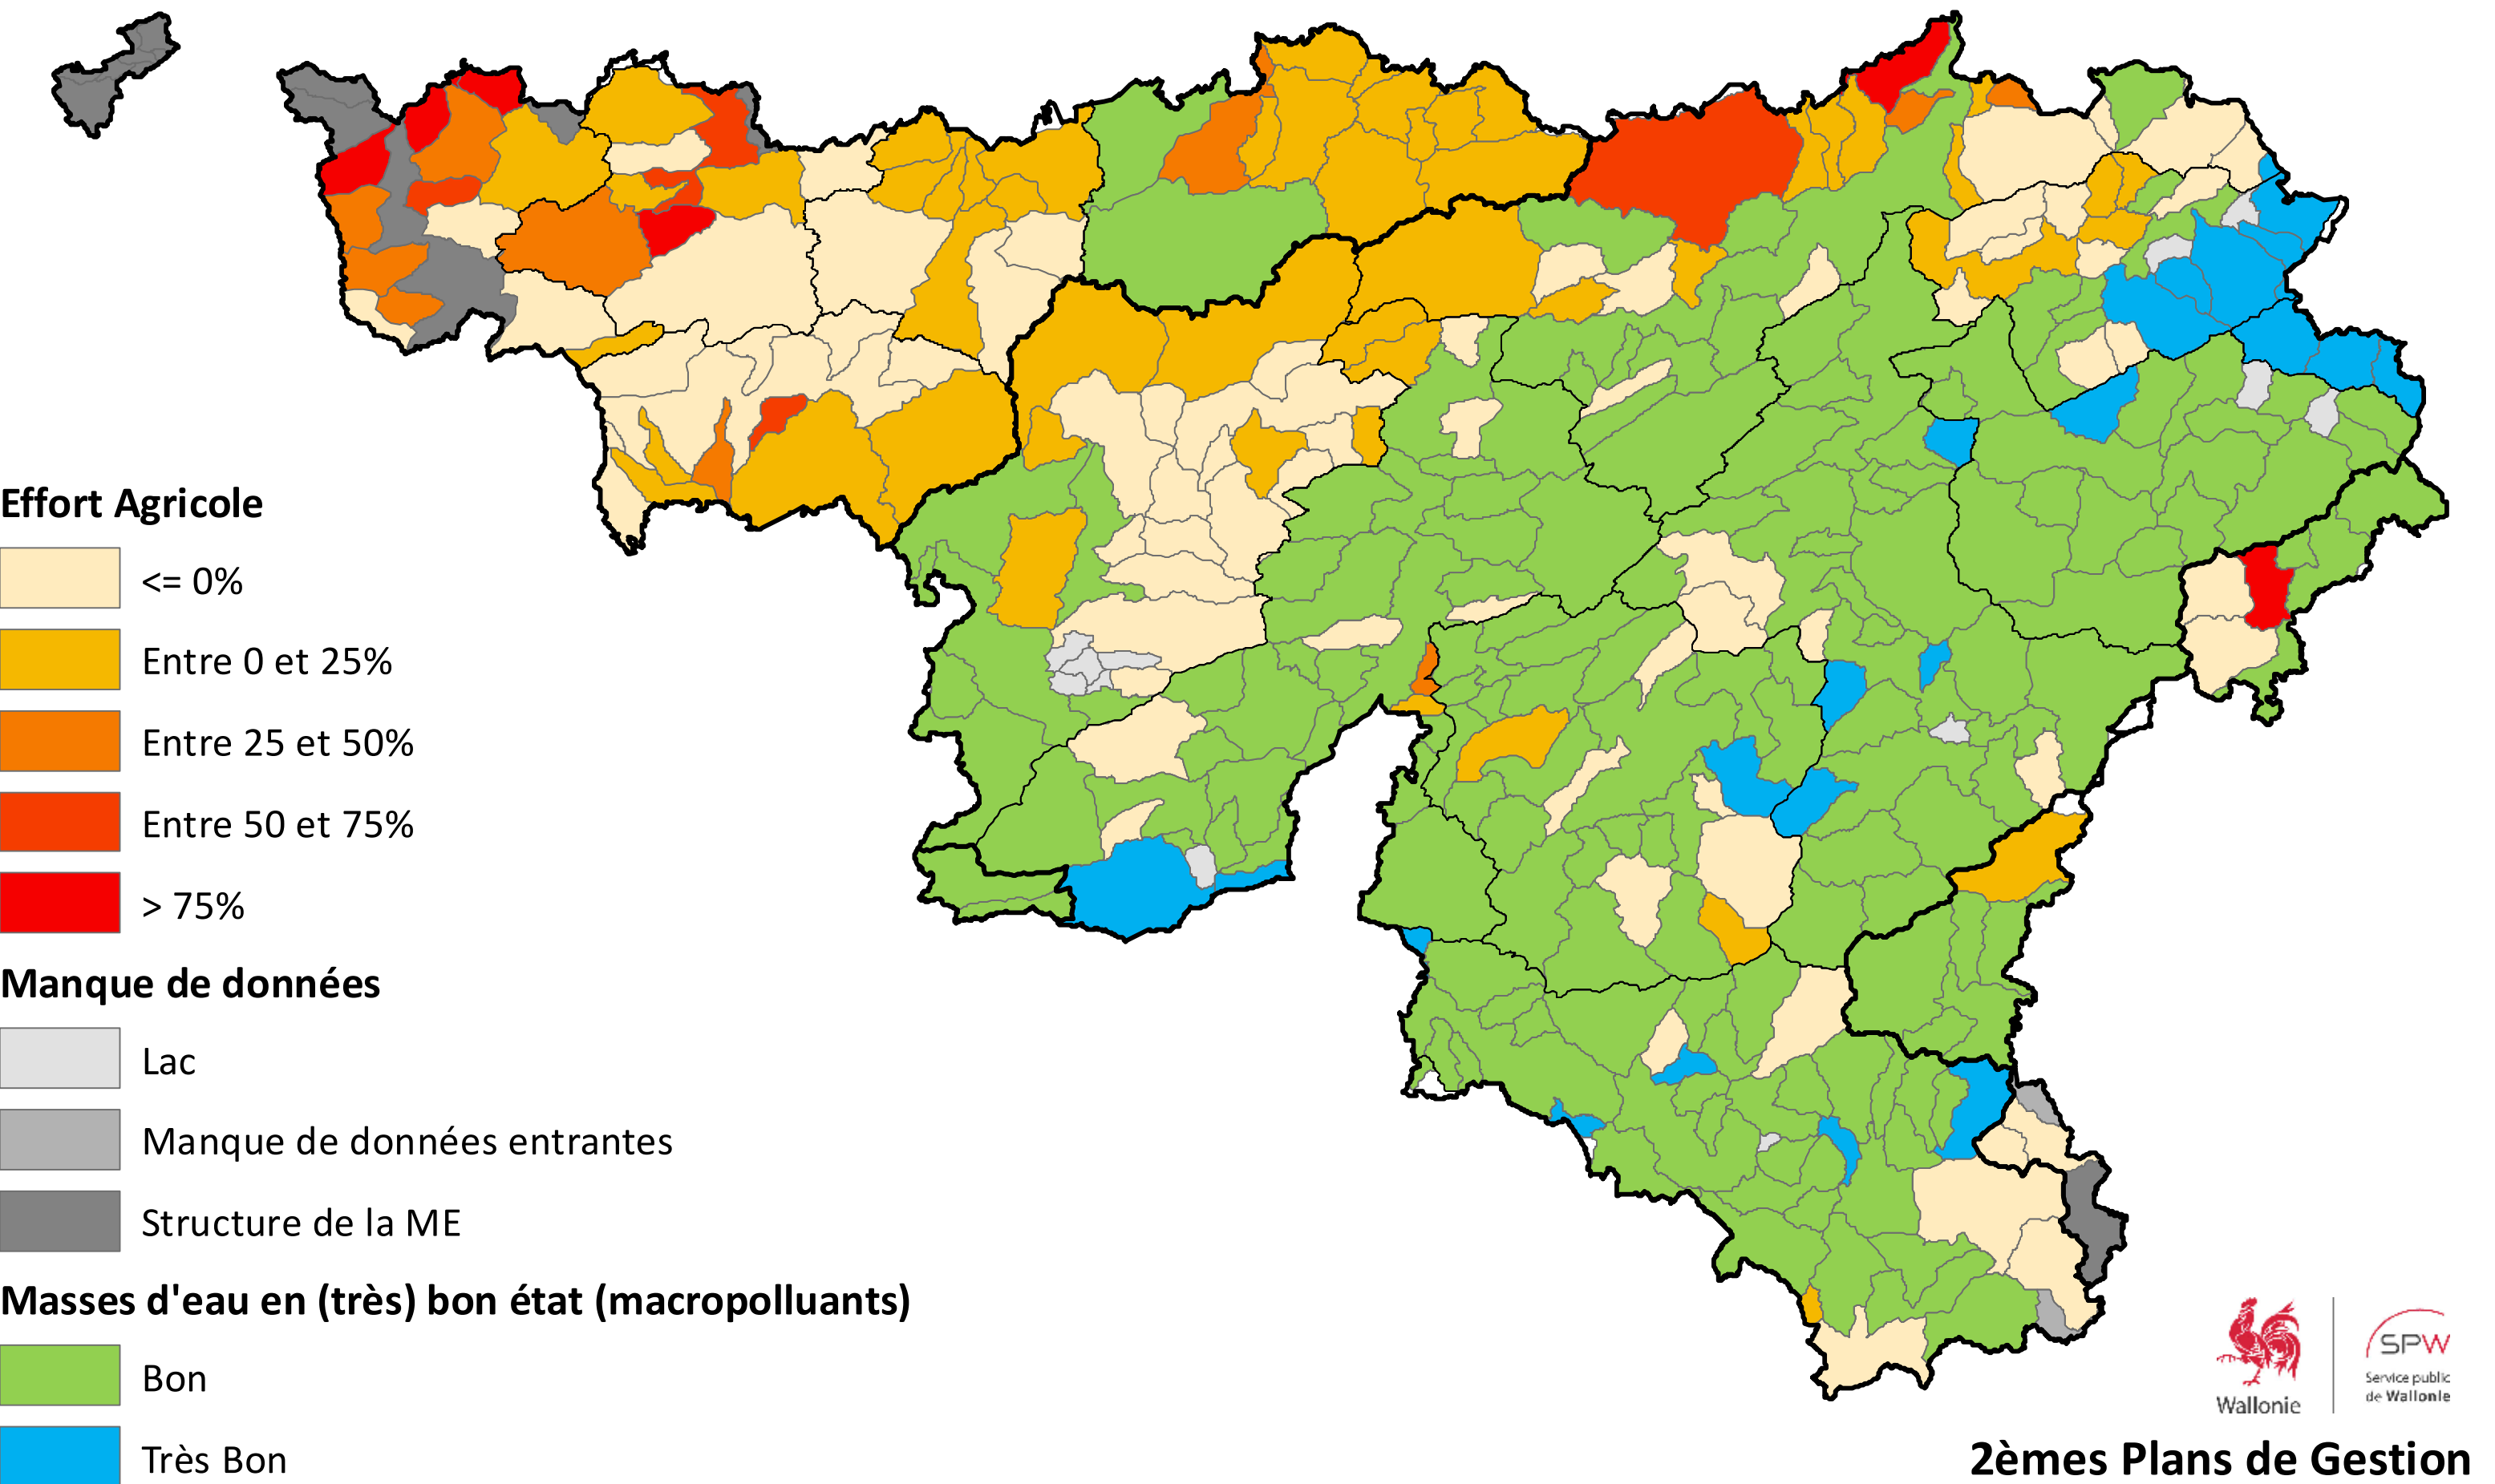 Effort Agricole
<= 0%
Entre 0 et 25%
Entre 25 et 50%
Entre 50 et 75%
> 75%
Manque de données
Lac
Manque de données entrantes
Structure de la ME
Masses d'eau en (très) bon état (macropolluants)
Bon
Très Bon
Wallonie
SPW
Service public
de Wallonie
2èmes Plans de Gestion